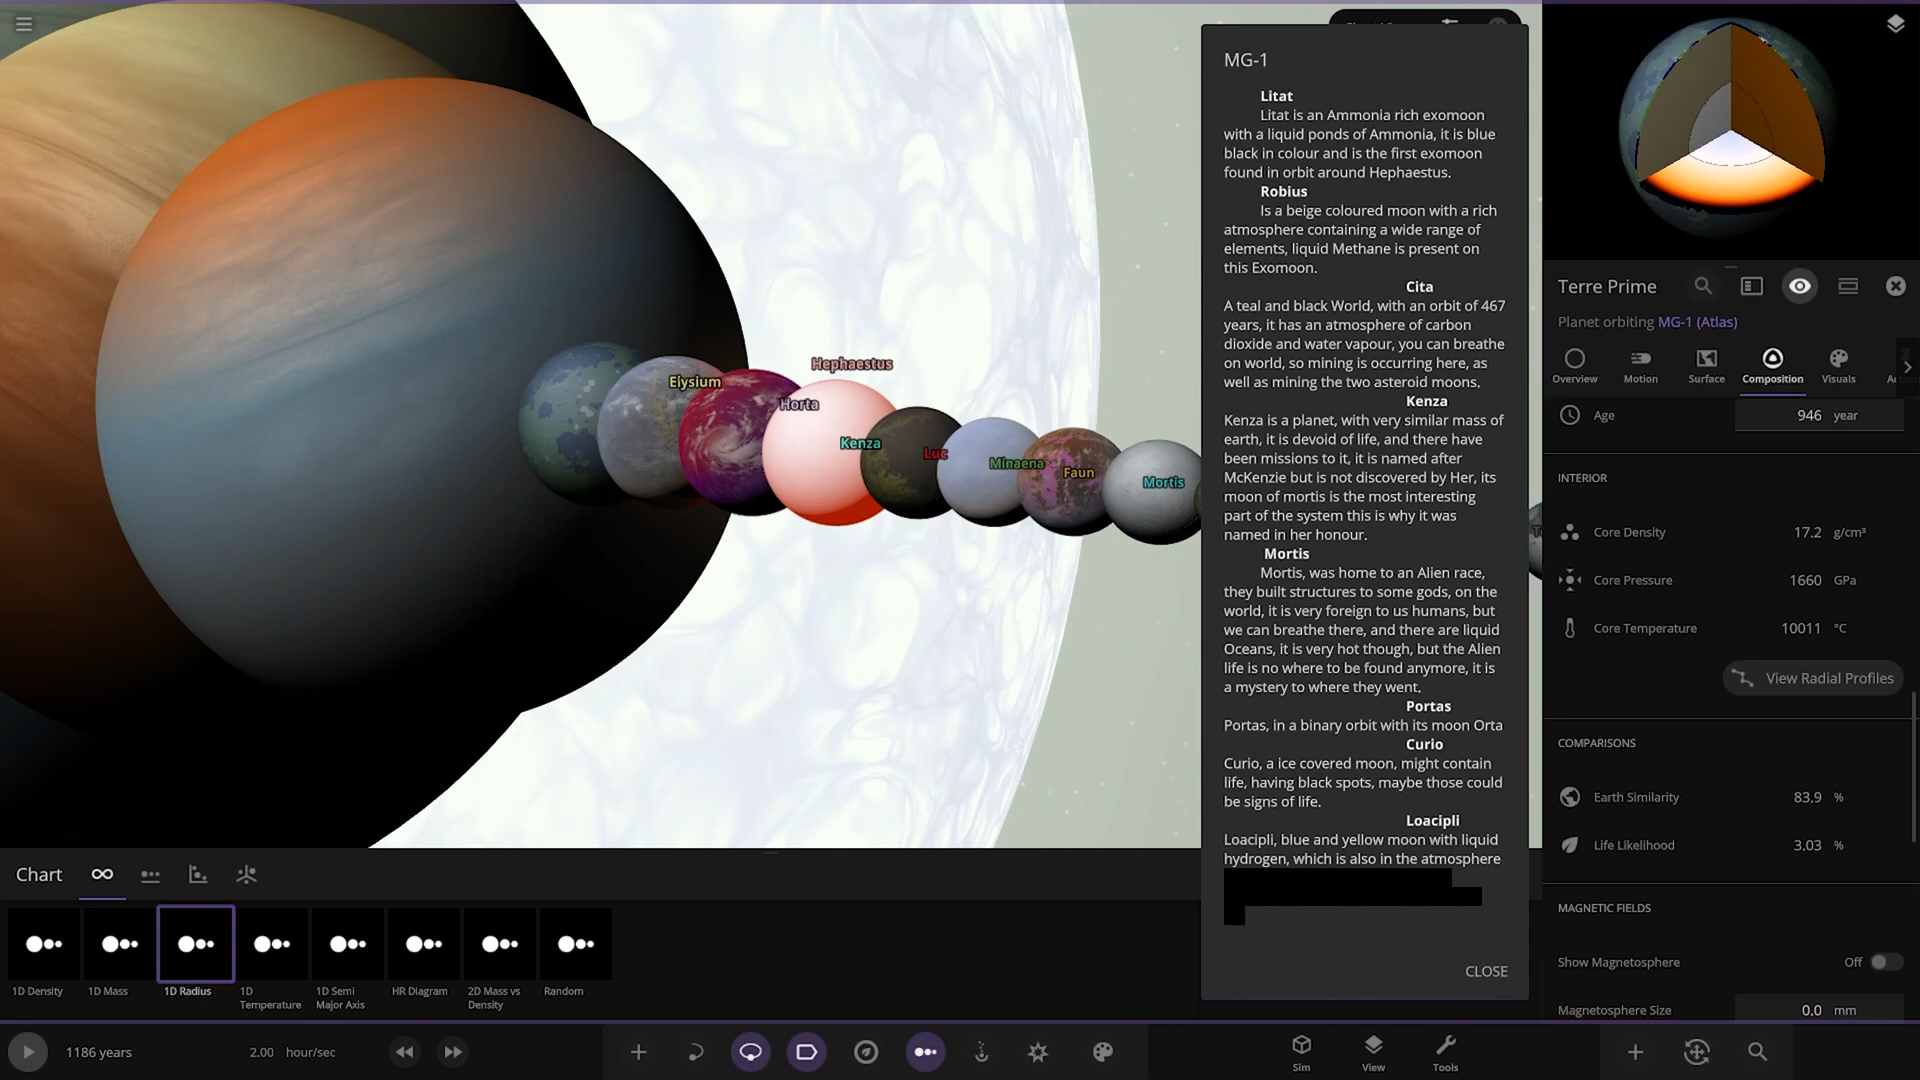 MG-1
Litat
Litat is an Ammonia rich exomoon
with a liquid ponds of Ammonia, it is blue
black in colour and is the first exomoon
found in orbit around Hephaestus.
Robius
Is a beige coloured moon with a rich
atmosphere containing a wide range of
elements, liquid Methane is present on
this Exomoon.
Cita
A teal and black World, with an orbit of 467
years, it has an atmosphere of carbon
dioxide and water vapour, you can breathe
on world, so mining is occurring here, as
well as mining the two asteroid moons.
Kenza
Kenza is a planet, with very similar mass of
earth, it is devoid of life, and there have
been missions to it, it is named after
McKenzie but is not discovered by Her, its
moon of mortis is the most interesting
part of the system this is why it was
named in her honour.
Mortis
Mortis, was home to an Alien race,
they built structures to some gods, on the
world, it is very foreign to us humans, but
we can breathe there, and there are liquid
Oceans, it is very hot though, but the Alien
life is no where to be found anymore, it is
a mystery to where they went.
Portas
Portas, in a binary orbit with its moon Orta
Curio
Curio, a ice covered moon, might contain
life, having black spots, maybe those could
be signs of life.
Loacipli
Loacipli, blue and yellow moon with liquid
hydrogen, which is also in the atmosphere
CLOSE
Hephaestus
Elysium
Horta
Kenza
Luc
Minaena
Faun
Mortis
Terre Prime
Planet orbiting MG-1 (Atlas)
Overview Motion Surface Composition Visuals
Age 946 year
INTERIOR
Core Density 17.2 g/cm³
Core Pressure 1660 GPa
Core Temperature 10011 °C
View Radial Profiles
COMPARISONS
Earth Similarity 83.9 %
Life Likelihood 3.03 %
MAGNETIC FIELDS
Show Magnetosphere Off
Magnetosphere Size 0.0 mm
Chart
1D Density
1D Mass
1D Radius
1D Temperature
1D Semi Major Axis
HR Diagram
2D Mass vs Density
Random
1186 years 2.00 hour/sec
Sim View Tools